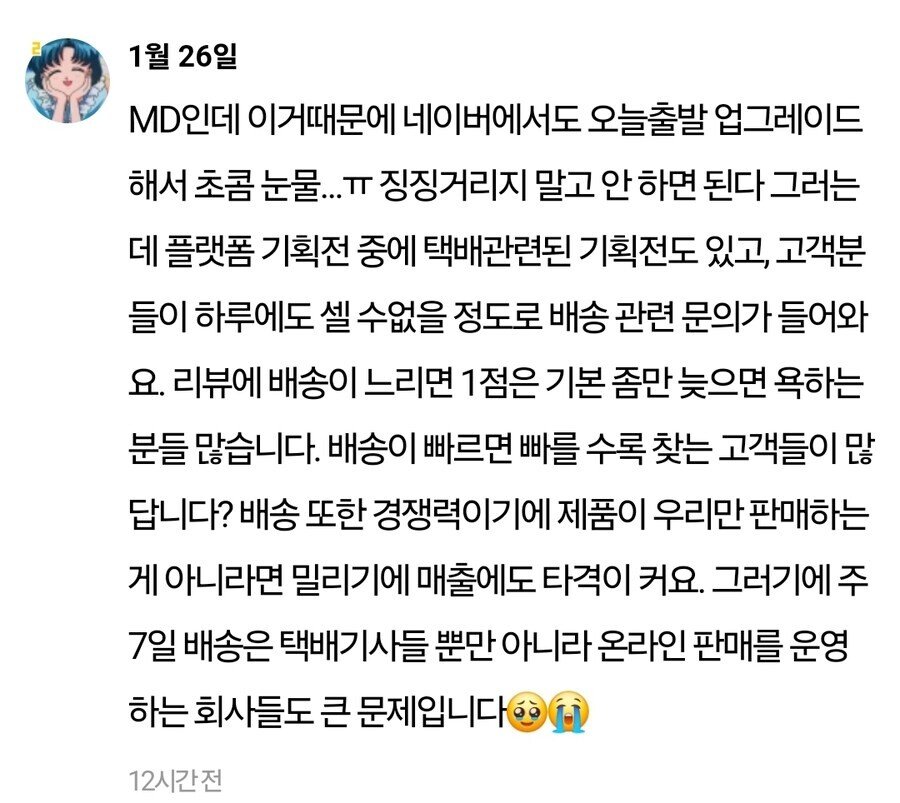 1월 26일
MD인데 이거때문에 네이버에서도 오늘출발 업그레이드
해서 초콤 눈물...ㅠ 징징거리지 말고 안 하면 된다 그러는
데 플랫폼 기획전 중에 택배관련된 기획전도 있고, 고객분
들이 하루에도 셀 수없을 정도로 배송 관련 문의가 들어와
요. 리뷰에 배송이 느리면 1점은 기본 좀만 늦으면 욕하는
분들 많습니다. 배송이 빠르면 빠를 수록 찾는 고객들이 많
답니다? 배송 또한 경쟁력이기에 제품이 우리만 판매하는
게 아니라면 밀리기에 매출에도 타격이 커요. 그러기에 주
7일 배송은 택배기사들 뿐만 아니라 온라인 판매를 운영
하는 회사들도 큰 문제입니다🥹😭
12시간 전